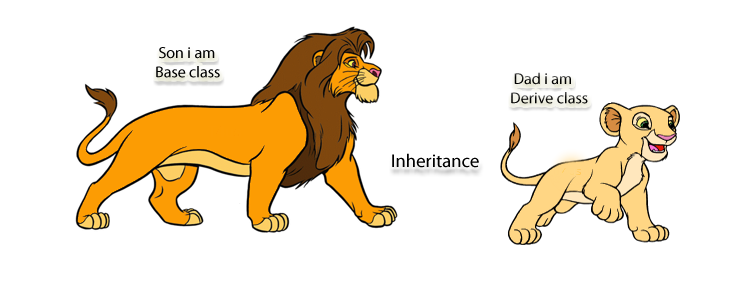 Son i am
Base class
Dad i am
Derive class
Inheritance